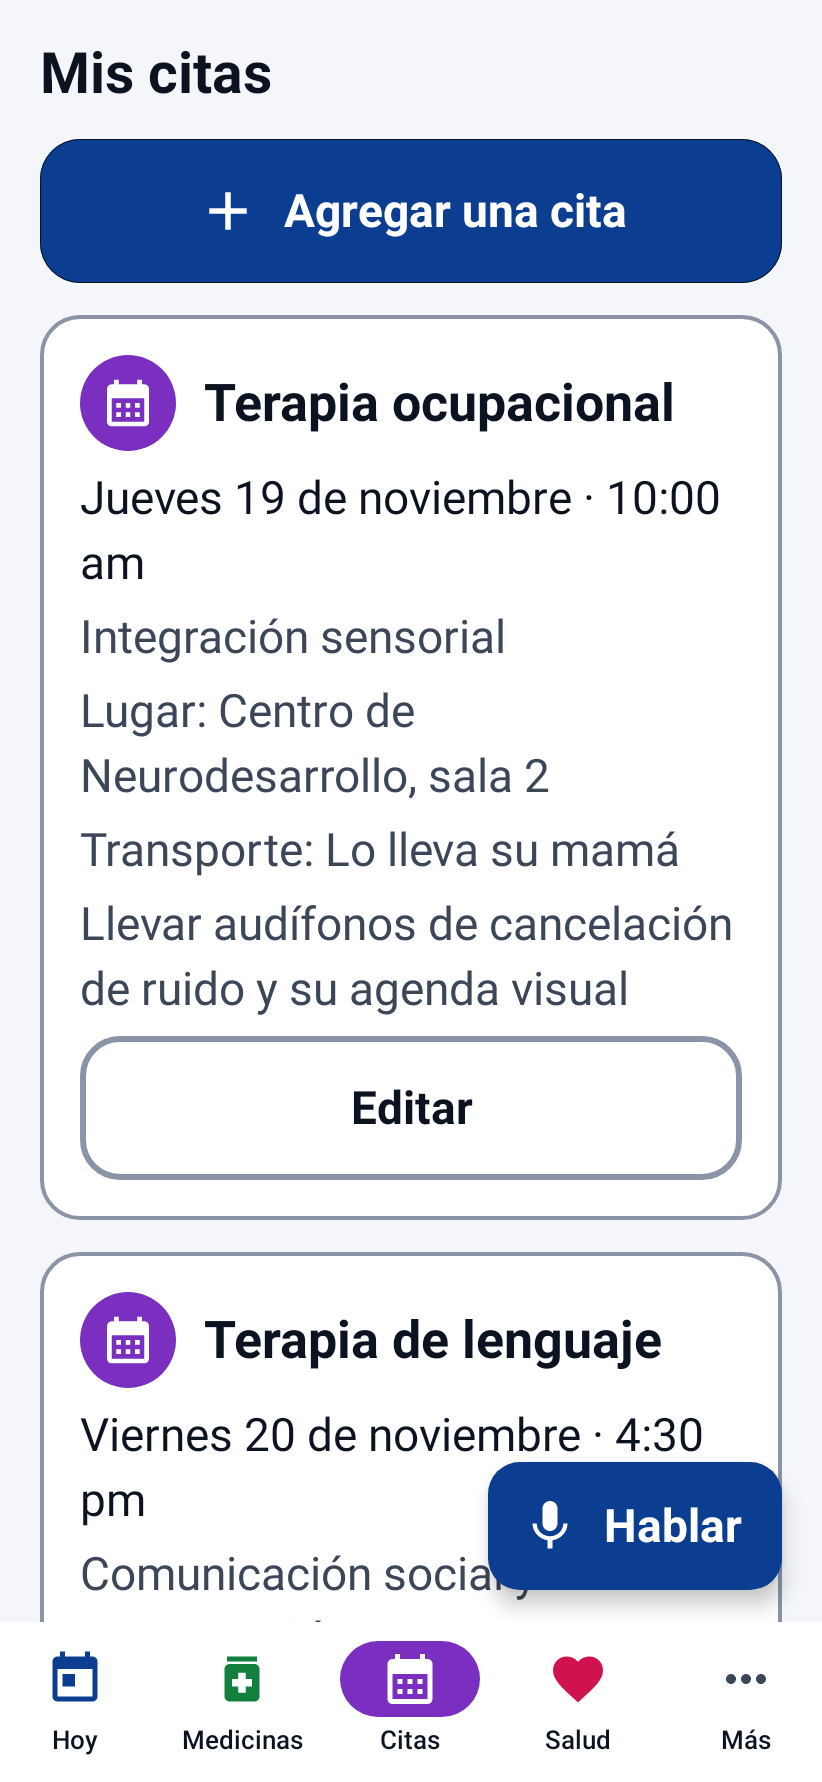 Mis citas
Agregar una cita
Terapia ocupacional
Jueves 19 de noviembre · 10:00
am
Integración sensorial
Lugar: Centro de
Neurodesarrollo, sala 2
Transporte: Lo lleva su mamá
Llevar audífonos de cancelación
de ruido y su agenda visual
Editar
Terapia de lenguaje
Viernes 20 de noviembre · 4:30
pm
Hablar
Comunicación social y
Hoy
Medicinas
Citas
Salud
Más